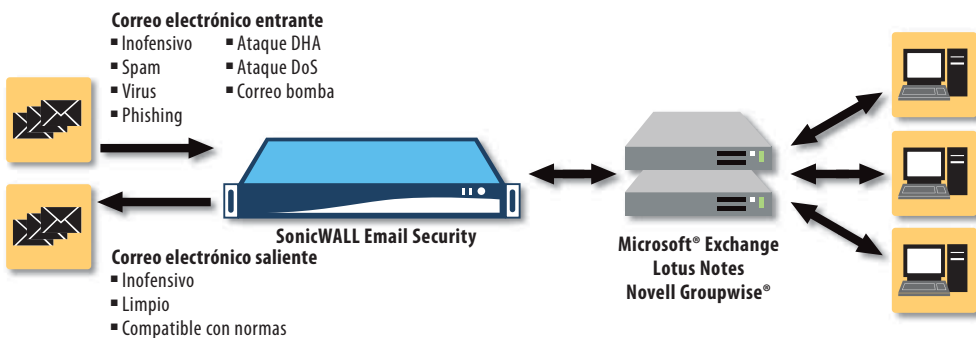 Correo electrónico entrante
▪ Inofensivo
▪ Spam
▪ Virus
▪ Phishing
▪ Ataque DHA
▪ Ataque DoS
▪ Correo bomba
SonicWALL Email Security
Microsoft® Exchange
Lotus Notes
Novell Groupwise®
Correo electrónico saliente
▪ Inofensivo
▪ Limpio
▪ Compatible con normas